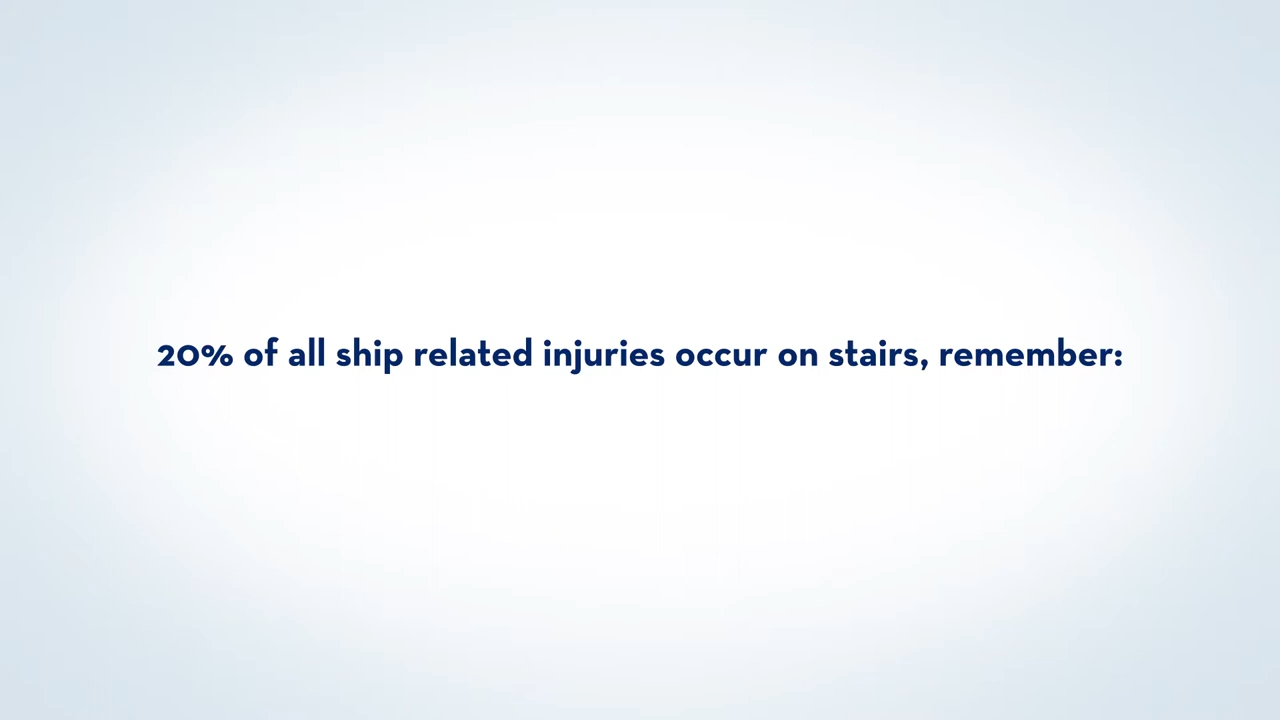 20% of all ship related injuries occur on stairs, remember: